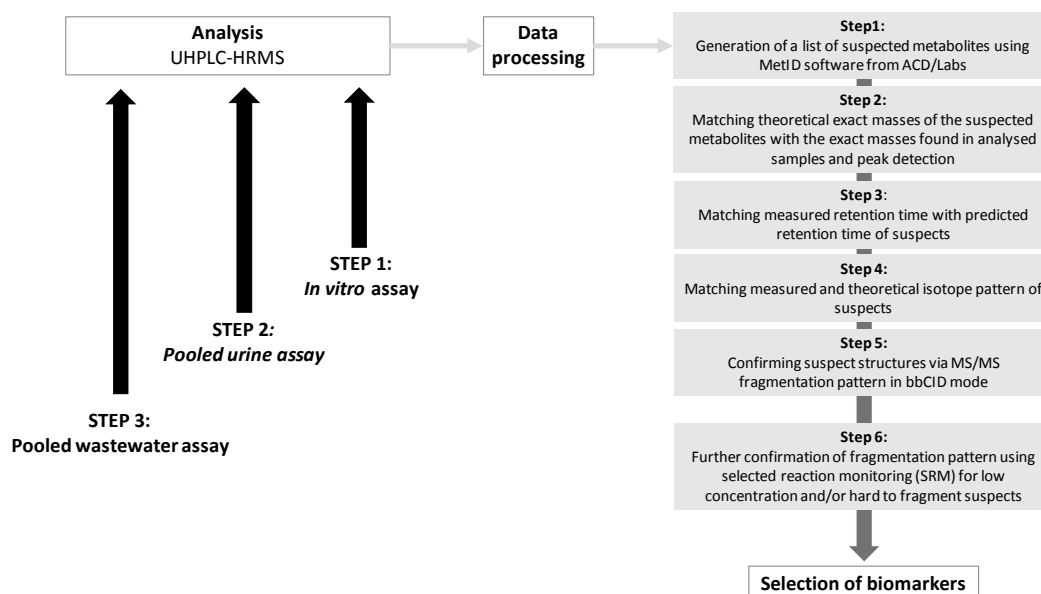 Analysis
UHPLC-HRMS
Data
processing
STEP 1:
In vitro assay
STEP 2:
Pooled urine assay
STEP 3:
Pooled wastewater assay
Step1:
Generation of a list of suspected metabolites using
MetID software from ACD/Labs
Step 2:
Matching theoretical exact masses of the suspected
metabolites with the exact masses found in analysed
samples and peak detection
Step 3:
Matching measured retention time with predicted
retention time of suspects
Step 4:
Matching measured and theoretical isotope pattern of
suspects
Step 5:
Confirming suspect structures via MS/MS
fragmentation pattern in bbCID mode
Step 6:
Further confirmation of fragmentation pattern using
selected reaction monitoring (SRM) for low
concentration and/or hard to fragment suspects
Selection of biomarkers